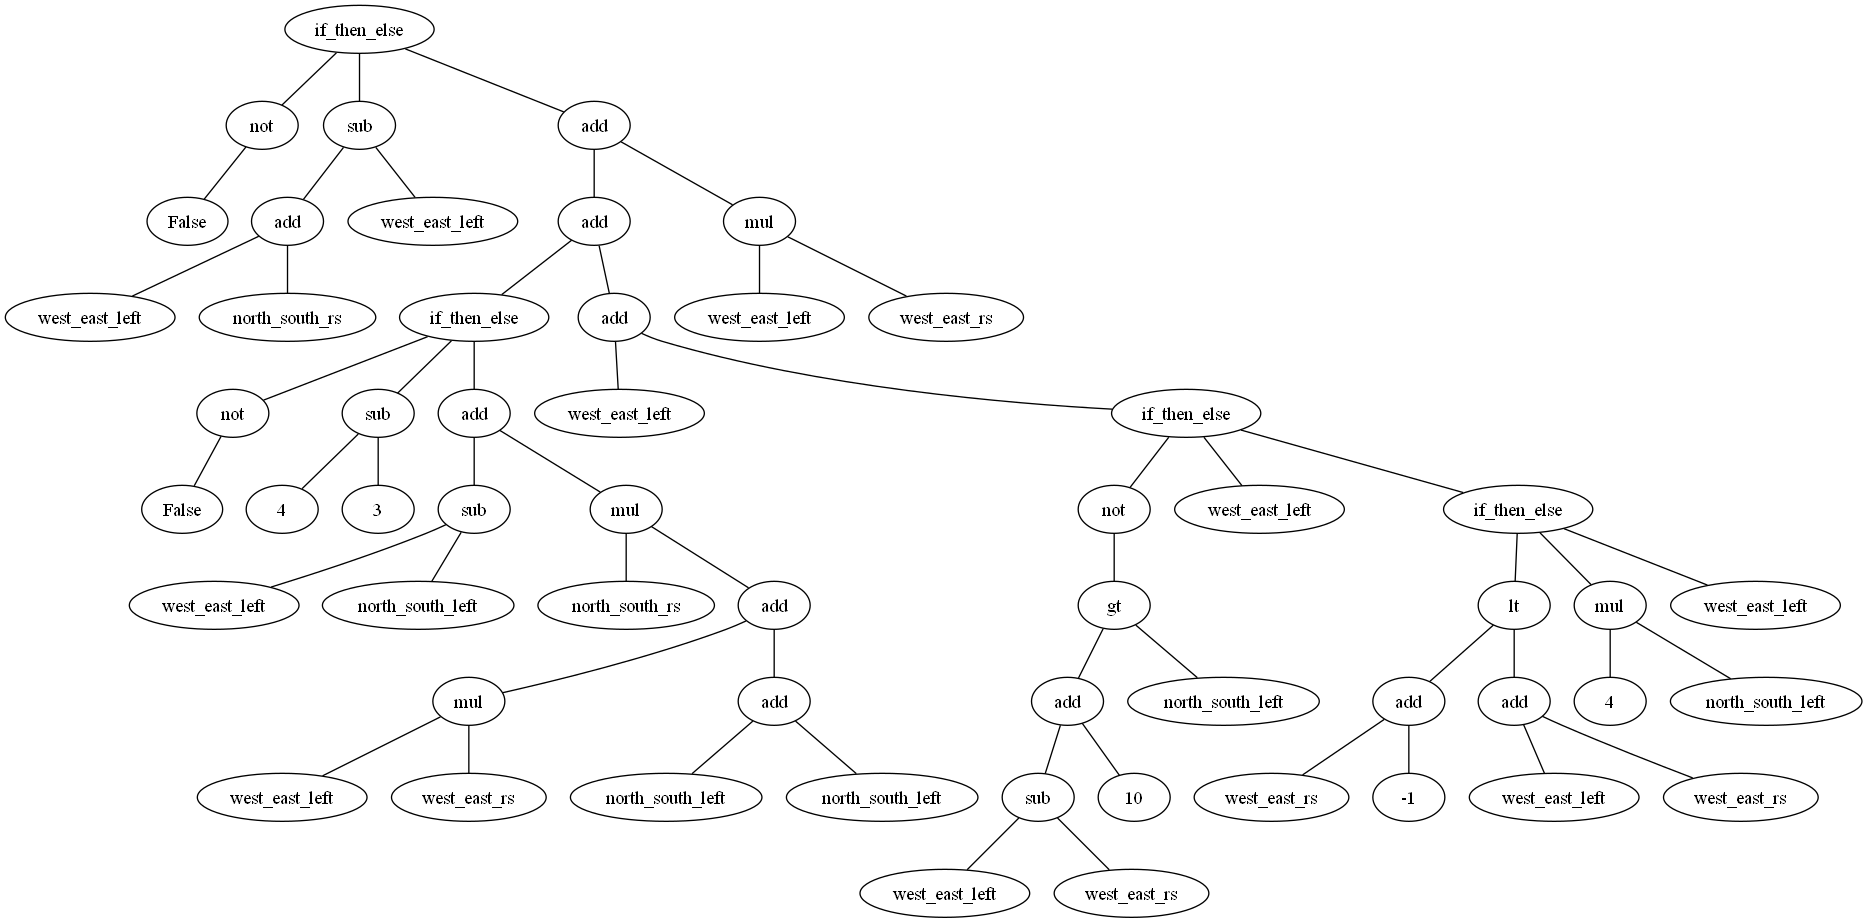 if_then_else
not sub add
False add west_east_left add mul
west_east_left north_south_rs if_then_else add west_east_left west_east_rs
not sub add west_east_left if_then_else
False 4 3 sub mul not west_east_left if_then_else
west_east_left north_south_left north_south_rs add gt lt mul west_east_left
mul add add north_south_left add add 4 north_south_left
west_east_left west_east_rs north_south_left north_south_left sub 10 west_east_rs -1 west_east_left west_east_rs
west_east_left west_east_rs